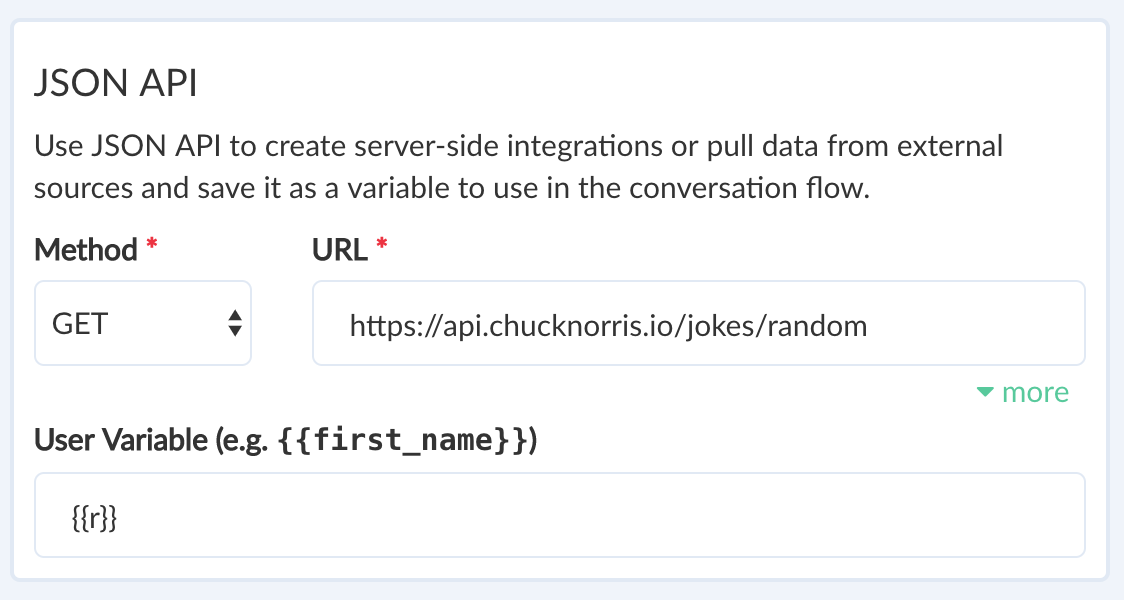 JSON API
Use JSON API to create server-side integrations or pull data from external
sources and save it as a variable to use in the conversation flow.
Method * URL *
GET https://api.chucknorris.io/jokes/random
more
User Variable (e.g. {{first_name}})
{{r}}